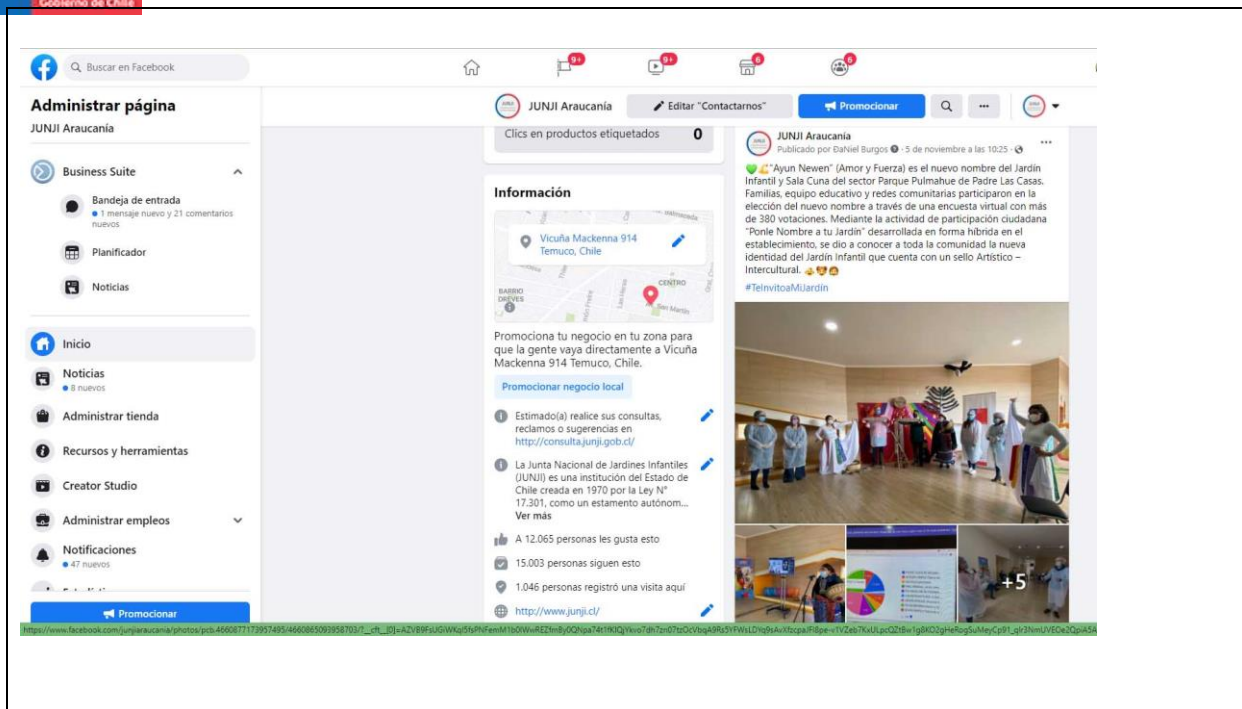 Gobierno de Chile
Buscar en Facebook
9+
9+
6
6
Administrar página
JUNJI Araucanía
Business Suite
Bandeja de entrada
1 mensaje nuevo y 21 comentarios
nuevos
Planificador
Noticias
Inicio
Noticias
8 nuevos
Administrar tienda
Recursos y herramientas
Creator Studio
Administrar empleos
Notificaciones
47 nuevos
Promocionar
JUNJI Araucanía
Editar "Contactarnos"
Promocionar
Clics en productos etiquetados 0
Información
Vicuña Mackenna 914
Temuco, Chile
BARRIO
DREVES
CENTRO
San Martín
Promociona tu negocio en tu zona para
que la gente vaya directamente a Vicuña
Mackenna 914 Temuco, Chile.
Promocionar negocio local
Estimado(a) realice sus consultas,
reclamos o sugerencias en
http://consulta.junji.gob.cl/
La Junta Nacional de Jardines Infantiles
(JUNJI) es una institución del Estado de
Chile creada en 1970 por la Ley N°
17.301, como un estamento autónom...
Ver más
A 12.065 personas les gusta esto
15.003 personas siguen esto
1.046 personas registró una visita aquí
http://www.junji.cl/
JUNJI Araucanía
Publicado por DaNiel Burgos · 5 de noviembre a las 10:25 ·
"Ayun Newen" (Amor y Fuerza) es el nuevo nombre del Jardín
Infantil y Sala Cuna del sector Parque Pulmahue de Padre Las Casas.
Familias, equipo educativo y redes comunitarias participaron en la
elección del nuevo nombre a través de una encuesta virtual con más
de 380 votaciones. Mediante la actividad de participación ciudadana
"Ponle Nombre a tu Jardín" desarrollada en forma híbrida en el
establecimiento, se dio a conocer a toda la comunidad la nueva
identidad del Jardín Infantil que cuenta con un sello Artístico –
Intercultural.
#TeInvitoaMiJardín
+5